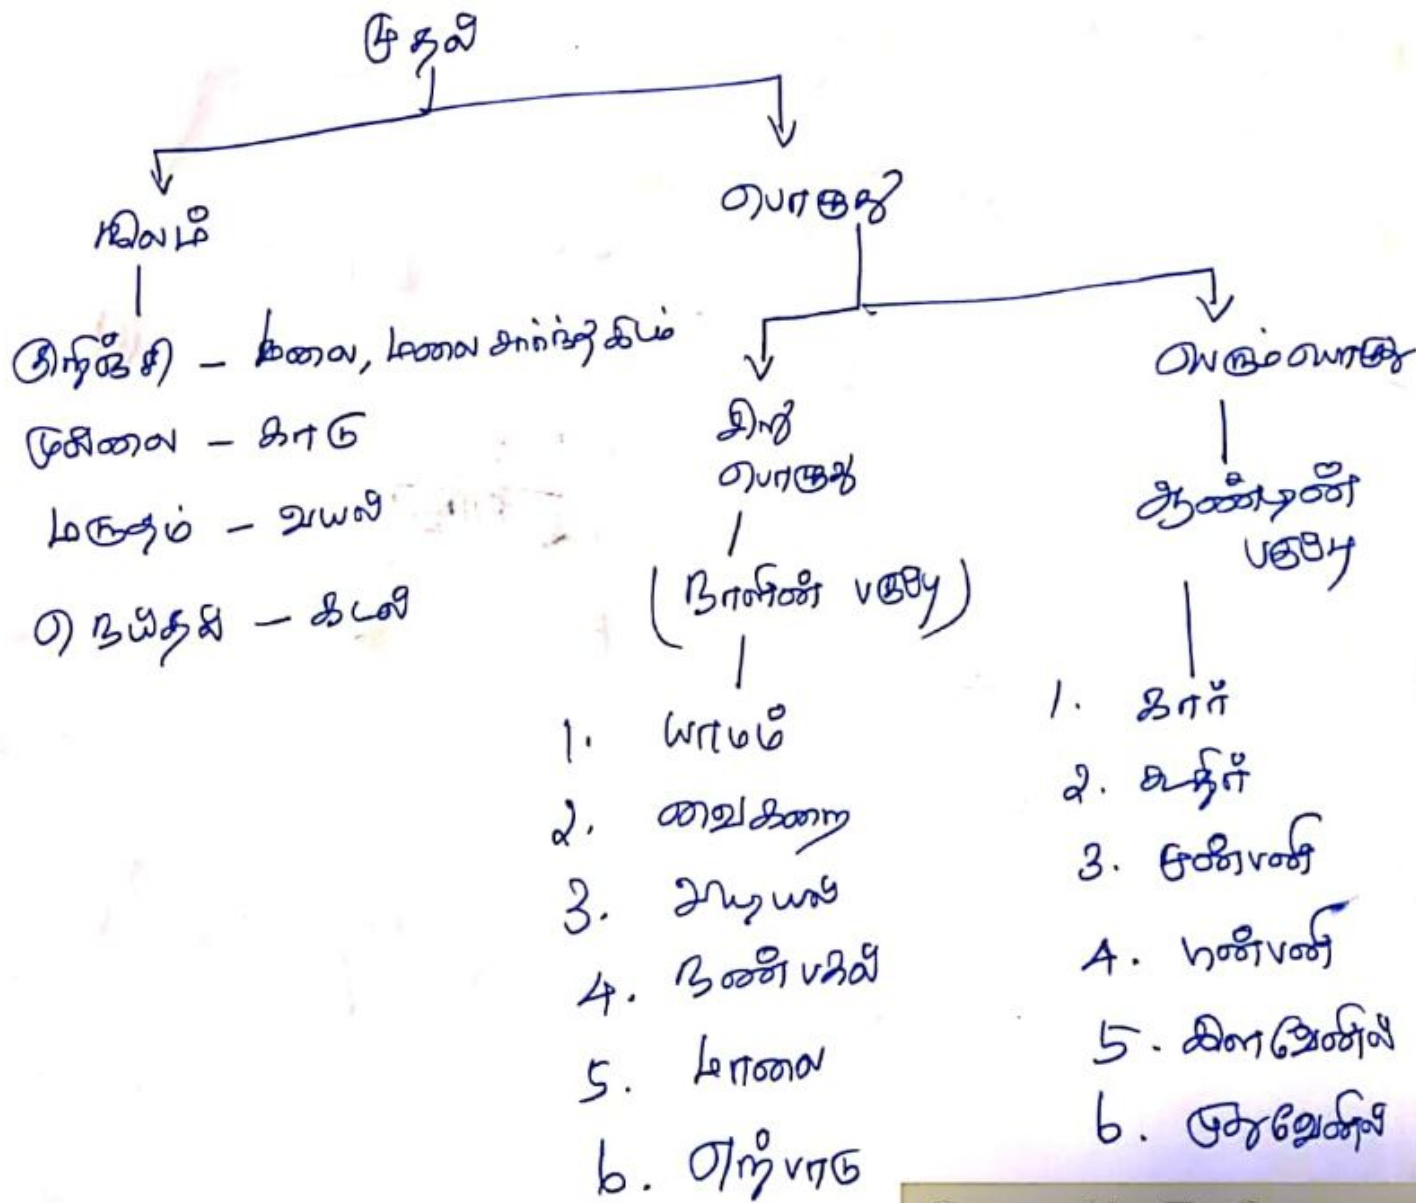 முதல்
நிலம்
பொழுது
குறிஞ்சி – மலை, மலை சார்ந்த இடம்
முல்லை – காடு
மருதம் – வயல்
நெய்தல் – கடல்
சிறு
பொழுது
(நாளின் பகுப்பு)
1. யாமம்
2. வைகறை
3. விடியல்
4. நண்பகல்
5. மாலை
6. எற்பாடு
பெரும்பொழுது
ஆண்டின்
பகுப்பு
1. கார்
2. கூதிர்
3. முன்பனி
4. பின்பனி
5. இளவேனில்
6. முதுவேனில்